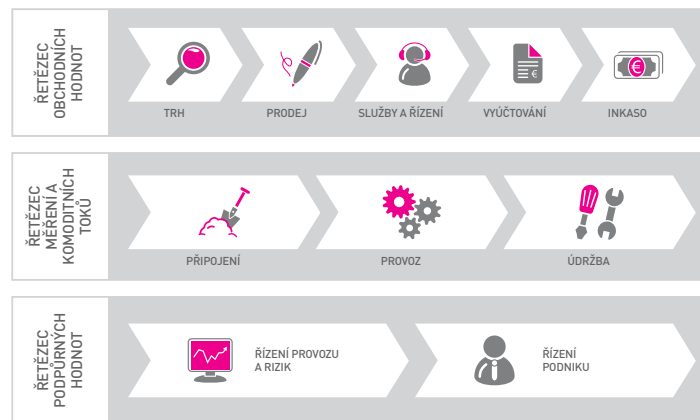 ŘETĚZEC
OBCHODNÍCH
HODNOT
TRH
PRODEJ
SLUŽBY A ŘÍZENÍ
VYÚČTOVÁNÍ
INKASO
ŘETĚZEC
MĚŘENÍ A
KOMODITNÍCH
TOKŮ
PŘIPOJENÍ
PROVOZ
ÚDRŽBA
ŘETĚZEC
PODPŮRNÝCH
HODNOT
ŘÍZENÍ PROVOZU
A RIZIK
ŘÍZENÍ
PODNIKU